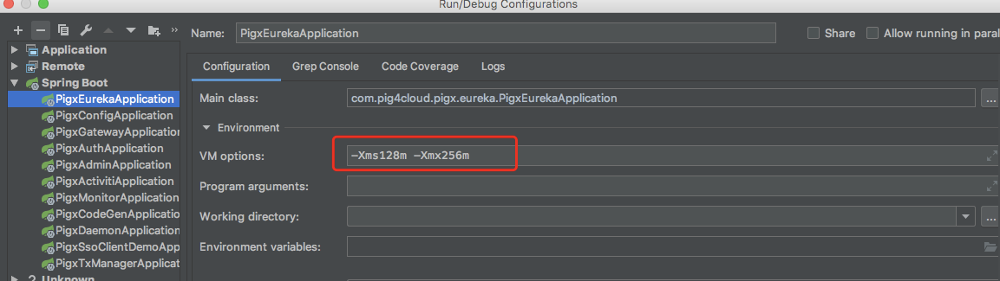 Run/Debug Configurations
Name: PigxEurekaApplication Share Allow running in paral
Application
Remote
Spring Boot
PigxEurekaApplication
PigxConfigApplication
PigxGatewayApplication
PigxAuthApplication
PigxAdminApplication
PigxActivitiApplication
PigxMonitorApplication
PigxCodeGenApplicatio
PigxDaemonApplication
PigxSsoClientDemoApp
PigxTxManagerApplicat
Unknown
Configuration Grep Console Code Coverage Logs
Main class: com.pig4cloud.pigx.eureka.PigxEurekaApplication ...
Environment
VM options: -Xms128m -Xmx256m
Program arguments:
Working directory: ...
Environment variables: